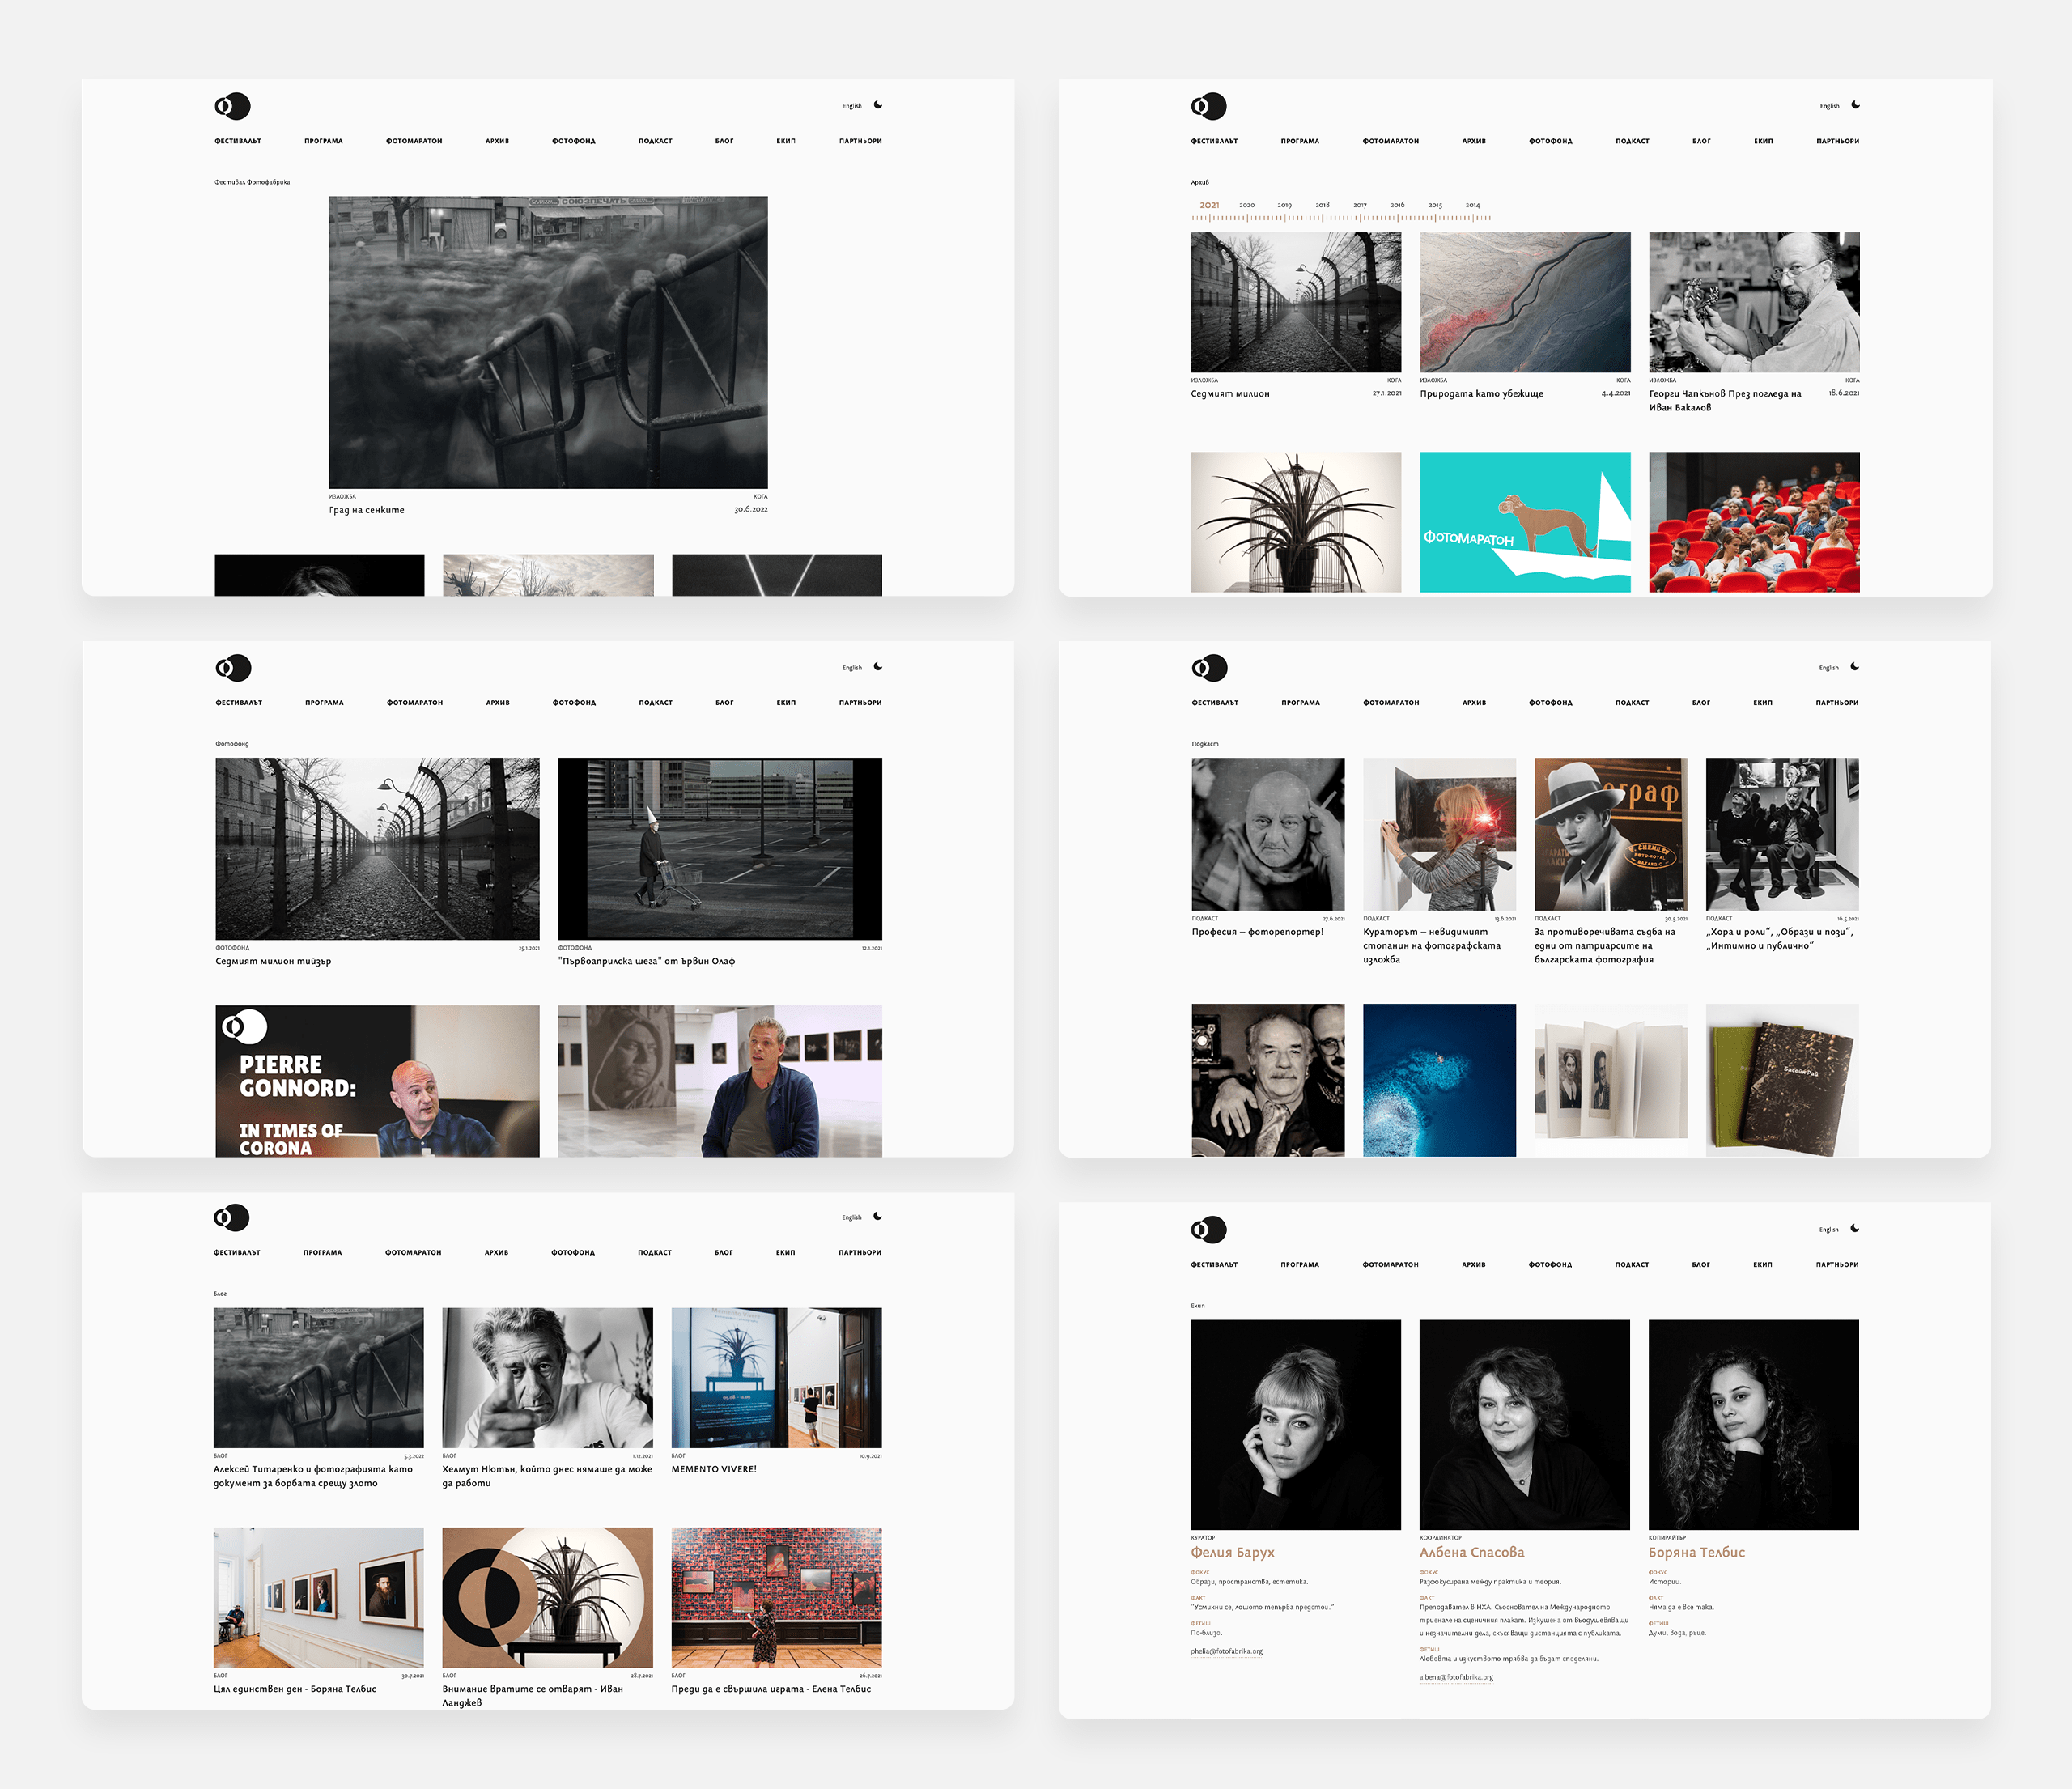 English
ФЕСТИВАЛЪТ ПРОГРАМА ФОТОМАРАТОН АРХИВ ФОТОФОНД ПОДКАСТ БЛОГ ЕКИП ПАРТНЬОРИ
Фестивал Фотофабрика
СОЮЗПЕЧАТЬ
ИЗЛОЖБА КОГА
Град на сенките 30.6.2022
English
ФЕСТИВАЛЪТ ПРОГРАМА ФОТОМАРАТОН АРХИВ ФОТОФОНД ПОДКАСТ БЛОГ ЕКИП ПАРТНЬОРИ
Архив
2021 2020 2019 2018 2017 2016 2015 2014
ИЗЛОЖБА КОГА ИЗЛОЖБА КОГА ИЗЛОЖБА КОГА
Седмият милион 27.1.2021 Природата като убежище 4.4.2021 Георги Чапкънов През погледа на 18.6.2021
Иван Бакалов
ФОТОМАРАТОН
English
ФЕСТИВАЛЪТ ПРОГРАМА ФОТОМАРАТОН АРХИВ ФОТОФОНД ПОДКАСТ БЛОГ ЕКИП ПАРТНЬОРИ
Фотофонд
ФОТОФОНД 25.1.2021 ФОТОФОНД 12.1.2021
Седмият милион тийзър "Първоаприлска шега" от Ървин Олаф
PIERRE
GONNORD:
IN TIMES OF
CORONA
English
ФЕСТИВАЛЪТ ПРОГРАМА ФОТОМАРАТОН АРХИВ ФОТОФОНД ПОДКАСТ БЛОГ ЕКИП ПАРТНЬОРИ
Подкаст
ограф
ПОДКАСТ 27.6.2021 ПОДКАСТ 13.6.2021 ПОДКАСТ 30.5.2021 ПОДКАСТ 16.5.2021
Професия – фоторепортер! Кураторът – невидимият За противоречивата съдба на „Хора и роли“, „Образи и пози“,
стопанин на фотографската едни от патриарсите на „Интимно и публично“
изложба българската фотография
Басейн Рай
English
ФЕСТИВАЛЪТ ПРОГРАМА ФОТОМАРАТОН АРХИВ ФОТОФОНД ПОДКАСТ БЛОГ ЕКИП ПАРТНЬОРИ
Блог
БЛОГ 5.3.2022 БЛОГ 1.12.2021 БЛОГ 10.9.2021
Алексей Титаренко и фотографията като Хелмут Нютън, който днес нямаше да може MEMENTO VIVERE!
документ за борбата срещу злото да работи
БЛОГ 30.7.2021 БЛОГ 28.7.2021 БЛОГ 26.7.2021
Цял единствен ден - Боряна Телбис Внимание вратите се отварят - Иван Преди да е свършила играта - Елена Телбис
Ланджев
English
ФЕСТИВАЛЪТ ПРОГРАМА ФОТОМАРАТОН АРХИВ ФОТОФОНД ПОДКАСТ БЛОГ ЕКИП ПАРТНЬОРИ
Екип
КУРАТОР КООРДИНАТОР КОПИРАЙТЪР
Фелия Барух Албена Спасова Боряна Телбис
ФОКУС ФОКУС ФОКУС
Образи, пространства, естетика. Разфокусирана между практика и теория. Истории.
ФАКТ ФАКТ ФАКТ
"Усмихни се, лошото тепърва предстои." Преподавател в НХА. Съосновател на Международното Няма да е все така.
триенале на сценичния плакат. Изкушена от въодушевяващи
ФЕТИШ и незначителни дела, скъсяващи дистанцията с публиката. ФЕТИШ
По-близо. Думи, вода, ръце.
ФЕТИШ
Любовта и изкуството трябва да бъдат споделяни.
phelia@fotofabrika.org
albena@fotofabrika.org